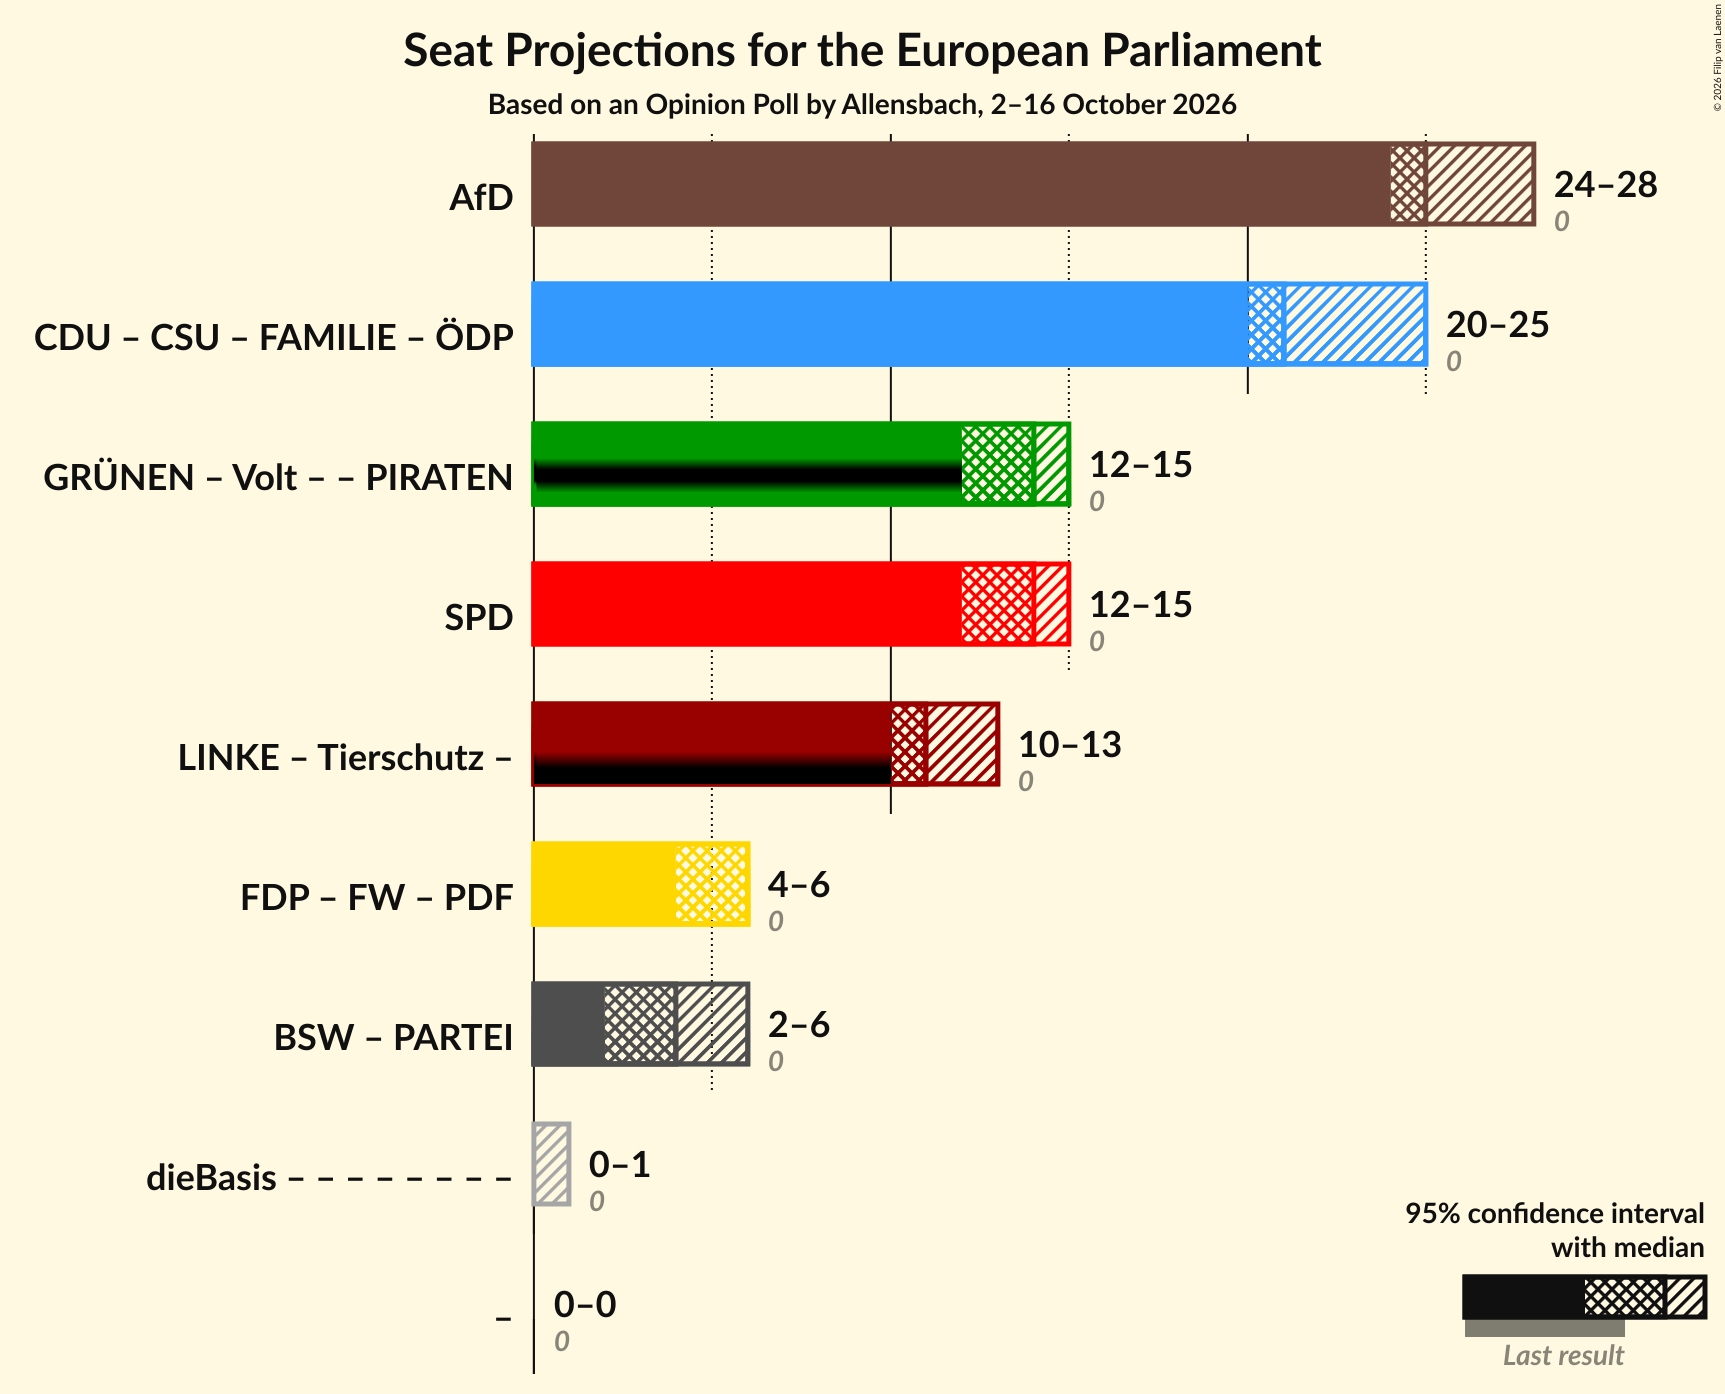 Seat Projections for the European Parliament
Based on an Opinion Poll by Allensbach, 2–16 October 2026
© 2026 Filip van Laenen
AfD
24–28
0
CDU – CSU – FAMILIE – ÖDP
20–25
0
GRÜNEN – Volt – – PIRATEN
12–15
0
SPD
12–15
0
LINKE – Tierschutz –
10–13
0
FDP – FW – PDF
4–6
0
BSW – PARTEI
2–6
0
dieBasis – – – – – – – –
0–1
0
–
0–0
0
95% confidence interval
with median
Last result